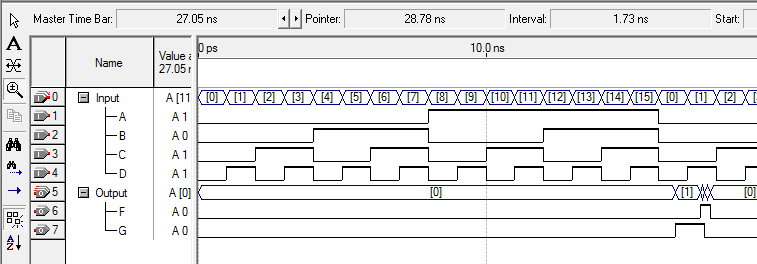 Master Time Bar: 27.05 ns Pointer: 28.78 ns Interval: 1.73 ns Start:
0 ps 10.0 ns
Name Value a
27.05 n
0 Input A [11 [0] [1] [2] [3] [4] [5] [6] [7] [8] [9] [10] [11] [12] [13] [14] [15] [0] [1] [2]
1 A A 1
2 B A 0
3 C A 1
4 D A 1
5 Output A [0] [0] [1] [0]
6 F A 0
7 G A 0